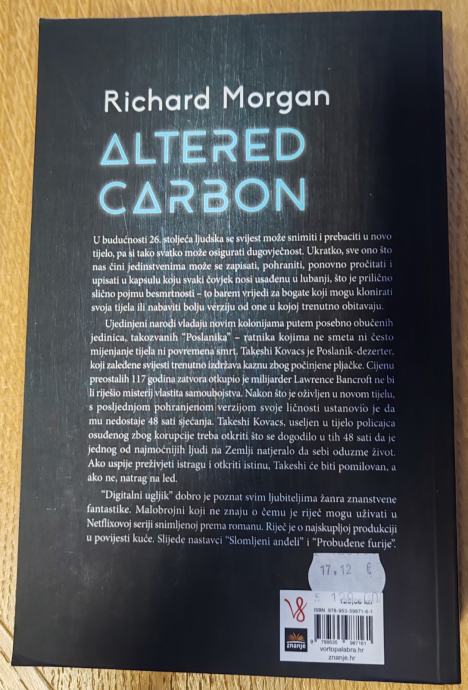 Richard Morgan
ALTERED
CARBON
U budućnosti 26. stoljeća ljudska se svijest može snimiti i prebaciti u novo
tijelo, pa si tako svatko može osigurati dugovječnost. Ukratko, sve ono što
nas čini jedinstvenima može se zapisati, pohraniti, ponovno pročitati i
upisati u kapsulu koju svaki čovjek nosi usađenu u lubanji, što je prilično
slično pojmu besmrtnosti – to barem vrijedi za bogate koji mogu klonirati
svoja tijela ili nabaviti bolju verziju od one u kojoj trenutno obitavaju.
Ujedinjeni narodi vladaju novim kolonijama putem posebno obučenih
jedinica, takozvanih "Poslanika" – ratnika kojima ne smeta ni često
mijenjanje tijela ni povremena smrt. Takeshi Kovacs je Poslanik-dezerter,
koji zaleđene svijesti trenutno izdržava kaznu zbog počinjene pljačke. Cijenu
preostalih 117 godina zatvora otkupio je milijarder Lawrence Bancroft ne bi
li riješio misterij vlastita samoubojstva. Nakon što je oživljen u novom tijelu,
s posljednjom pohranjenom verzijom svoje ličnosti ustanovio je da
mu nedostaje 48 sati sjećanja. Takeshi Kovacs, useljen u tijelo policajca
osuđenog zbog korupcije treba otkriti što se dogodilo u tih 48 sati da je
jednog od najmoćnijih ljudi na Zemlji natjeralo da sebi oduzme život.
Ako uspije preživjeti istragu i otkriti istinu, Takeshi će biti pomilovan, a
ako ne, natrag na led.
"Digitalni ugljik" dobro je poznat svim ljubiteljima žanra znanstvene
fantastike. Malobrojni koji ne znaju o čemu je riječ mogu uživati u
Netflixovoj seriji snimljenoj prema romanu. Riječ je o najskupljoj produkciji
u povijesti kuće. Slijede nastavci "Slomljeni anđeli" i "Probuđene furije".
17.12 €
ISBN 978-953-59871-6-1
9 789535 987161
znanje
vortopalabra.hr
znanje.hr